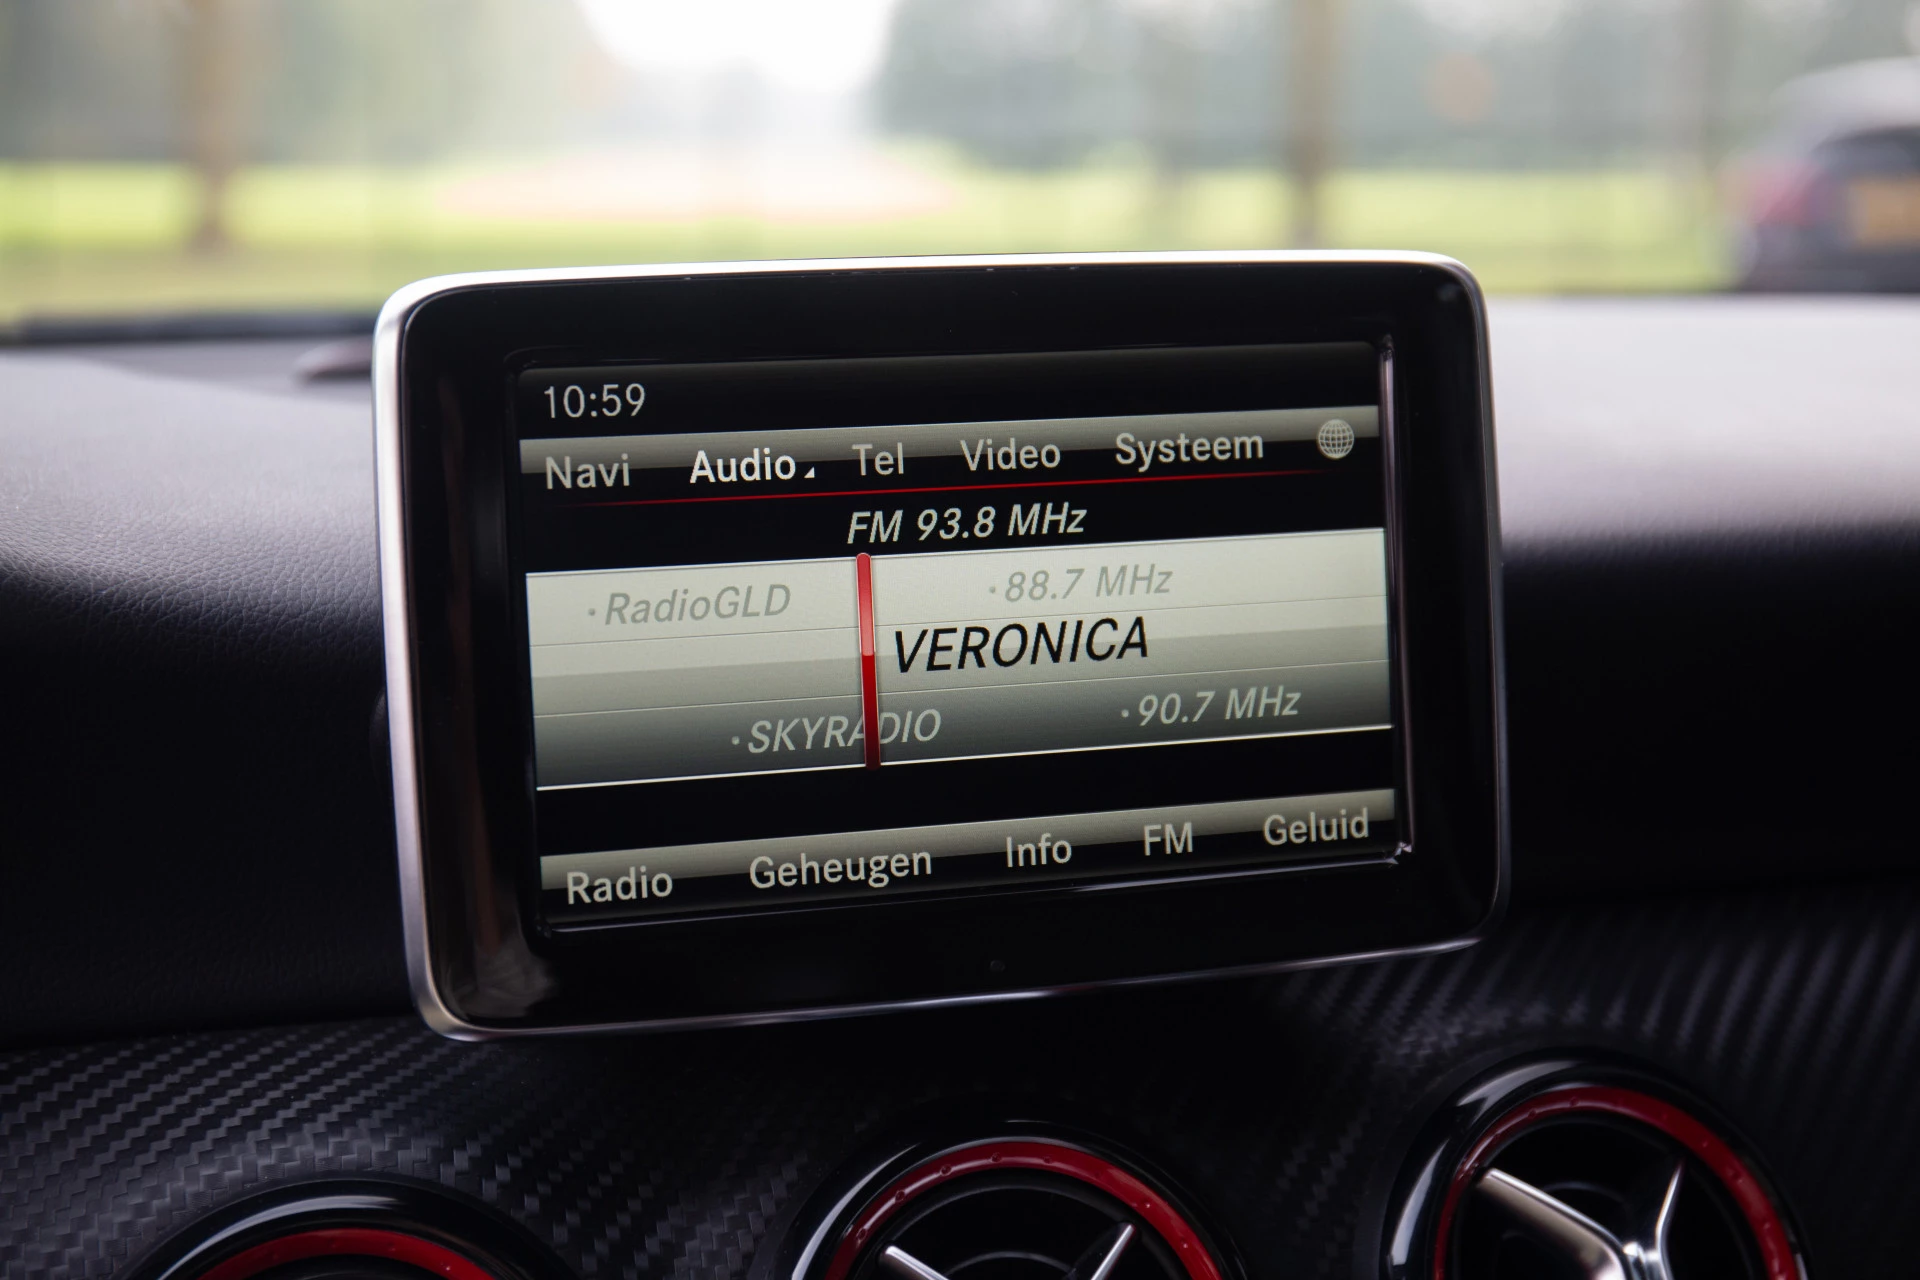 10:59
Navi Audio Tel Video Systeem
FM 93.8 MHz
·RadioGLD ·88.7 MHz
VERONICA
·SKYRADIO ·90.7 MHz
Radio Geheugen Info FM Geluid